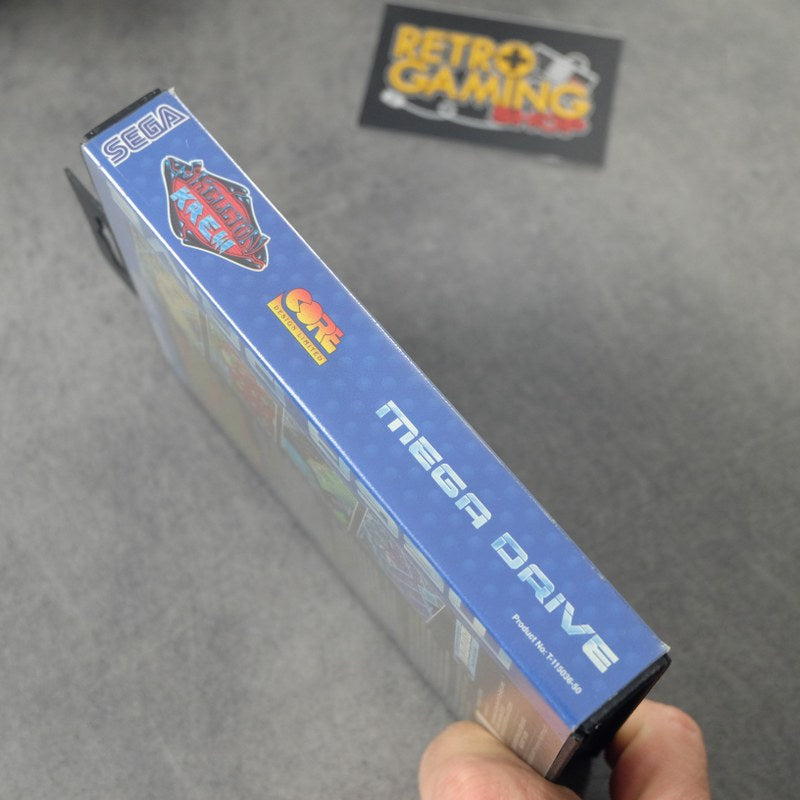 RETRO
GAMING
SHOP
SEGA
SKELETON
KREW
CORE
DESIGN LIMITED
MEGA DRIVE
Product No: T-115036-50